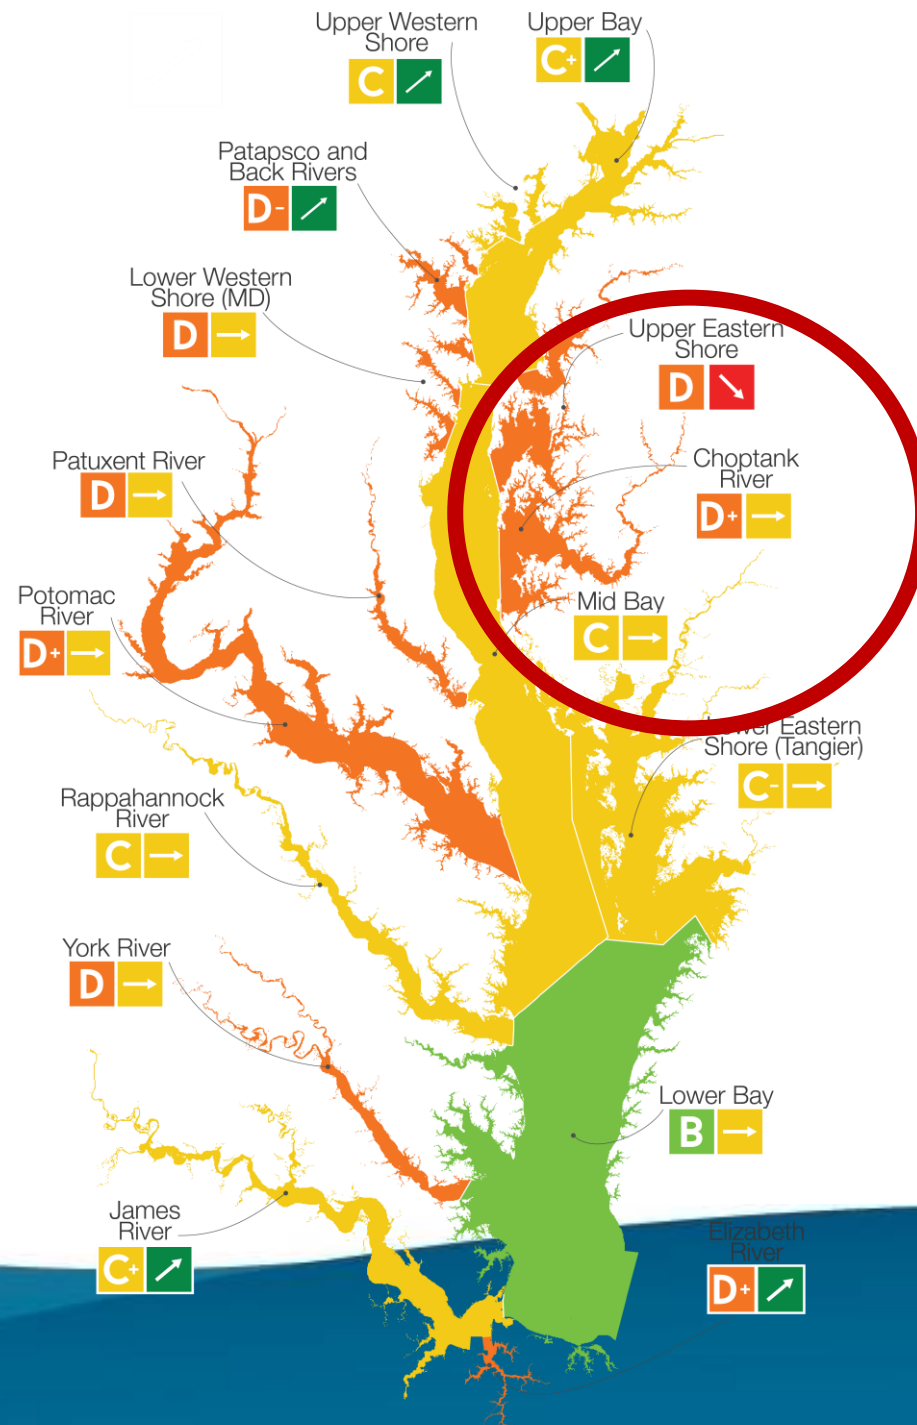 Upper Western
Shore
C
Upper Bay
C+
Patapsco and
Back Rivers
D-
Lower Western
Shore (MD)
D
Upper Eastern
Shore
D
Patuxent River
D
Choptank
River
D+
Potomac
River
D+
Mid Bay
C
Lower Eastern
Shore (Tangier)
C-
Rappahannock
River
C
York River
D
Lower Bay
B
James
River
C+
Elizabeth
River
D+